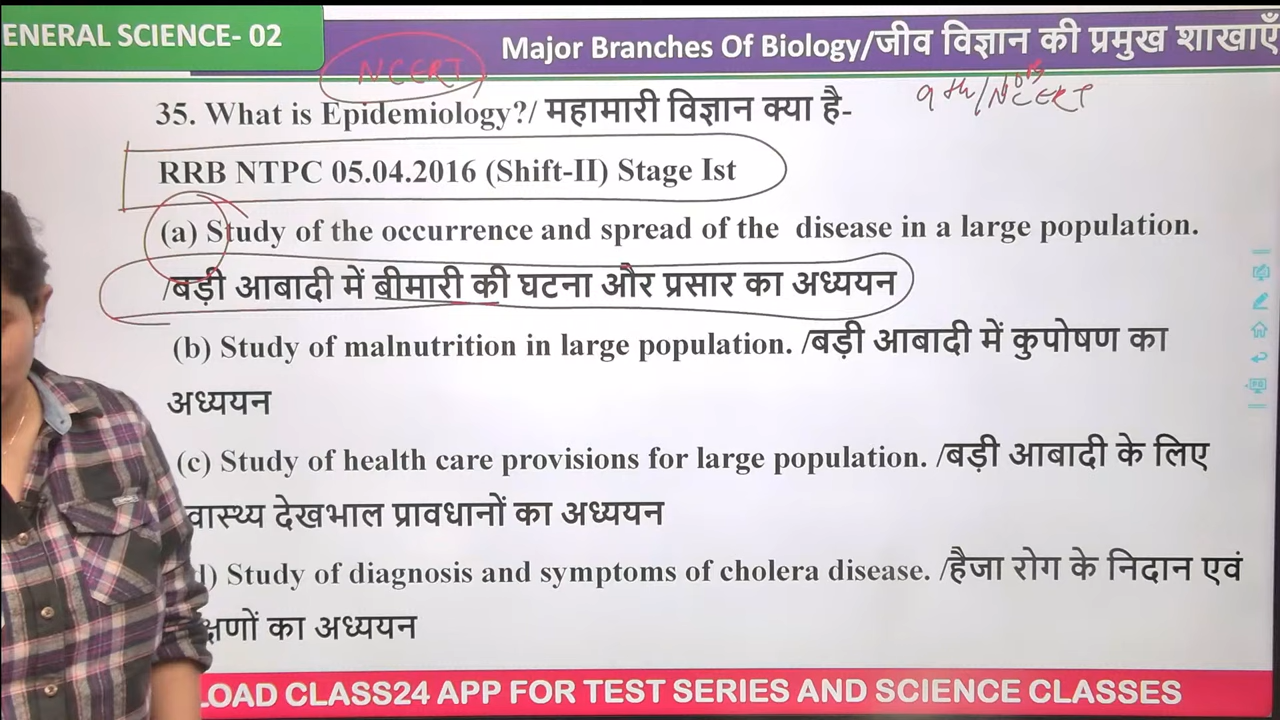 ENERAL SCIENCE- 02
Major Branches Of Biology/जीव विज्ञान की प्रमुख शाखाएँ
NCERT
9th/NCERT
35. What is Epidemiology?/ महामारी विज्ञान क्या है-
RRB NTPC 05.04.2016 (Shift-II) Stage Ist
(a) Study of the occurrence and spread of the disease in a large population.
/बड़ी आबादी में बीमारी की घटना और प्रसार का अध्ययन
(b) Study of malnutrition in large population. /बड़ी आबादी में कुपोषण का
अध्ययन
(c) Study of health care provisions for large population. /बड़ी आबादी के लिए
वास्थ्य देखभाल प्रावधानों का अध्ययन
d) Study of diagnosis and symptoms of cholera disease. /हैजा रोग के निदान एवं
क्षणों का अध्ययन
LOAD CLASS24 APP FOR TEST SERIES AND SCIENCE CLASSES